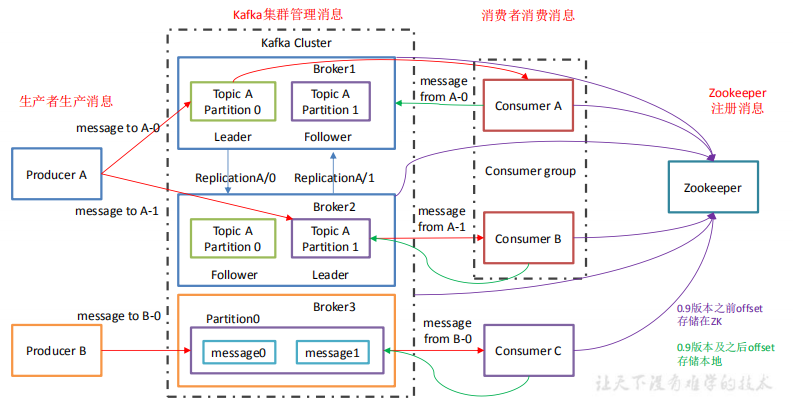 Kafka集群管理消息
消费者消费消息
Kafka Cluster
Broker1
Topic A
Partition 0
Topic A
Partition 1
Leader
Follower
生产者生产消息
message to A-0
Producer A
message to A-1
ReplicationA/0
ReplicationA/1
Broker2
Topic A
Partition 0
Topic A
Partition 1
Follower
Leader
message to B-0
Producer B
Broker3
Partition0
message0
message1
message
from A-0
Consumer A
Consumer group
message
from A-1
Consumer B
message
from B-0
Consumer C
Zookeeper
注册消息
Zookeeper
0.9版本之前offset
存储在ZK
0.9版本及之后offset
存储本地
让天下没有难学的技术